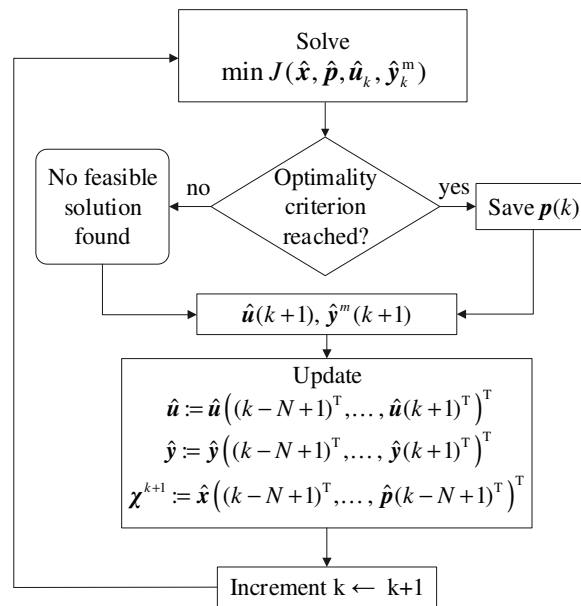 Solve
min J(x̂, p̂, û_k, ŷ_k^m)
Optimality
criterion
reached?
no
yes
No feasible
solution
found
Save p(k)
û(k+1), ŷ^m(k+1)
Update
û := û((k−N+1)^T,..., û(k+1)^T)^T
ŷ := ŷ((k−N+1)^T,..., ŷ(k+1)^T)^T
χ^{k+1} := x̂((k−N+1)^T,..., p̂(k−N+1)^T)^T
Increment k ← k+1